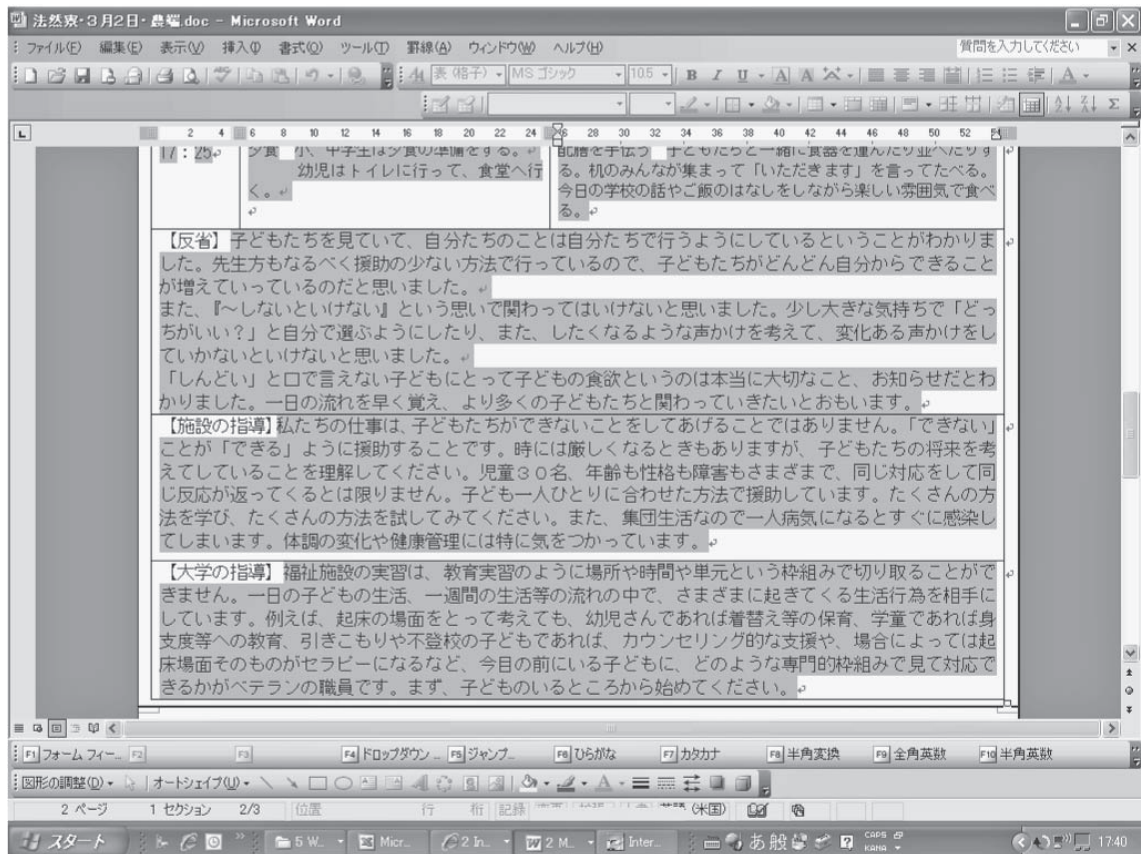 法然寮・3月2日・農端.doc - Microsoft Word
ファイル(F) 編集(E) 表示(V) 挿入(I) 書式(O) ツール(T) 罫線(A) ウィンドウ(W) ヘルプ(H) 質問を入力してください
表 (格子) MS ゴシック 10.5 B I U A A A
2 4 6 8 10 12 14 16 18 20 22 24 28 30 32 34 36 38 40 42 44 46 48 50 52
17：25 夕食 小、中学生は夕食の準備をする。 配膳を手伝う 子どもたちと一緒に食器を運んだり並べたりす
幼児はトイレに行って、食堂へ行 る。机のみんなが集まって「いただきます」を言ってたべる。
く。 今日の学校の話やご飯のはなしをしながら楽しい雰囲気で食べ
る。
【反省】子どもたちを見ていて、自分たちのことは自分たちで行うようにしているということがわかりま
した。先生方もなるべく援助の少ない方法で行っているので、子どもたちがどんどん自分からできること
が増えていっているのだと思いました。
また、『～しないといけない』という思いで関わってはいけないと思いました。少し大きな気持ちで「どっ
ちがいい？」と自分で選ぶようにしたり、また、したくなるような声かけを考えて、変化ある声かけをし
ていかないといけないと思いました。
「しんどい」と口で言えない子どもにとって子どもの食欲というのは本当に大切なこと、お知らせだとわ
かりました。一日の流れを早く覚え、より多くの子どもたちと関わっていきたいとおもいます。
【施設の指導】私たちの仕事は、子どもたちができないことをしてあげることではありません。「できない」
ことが「できる」ように援助することです。時には厳しくなるときもありますが、子どもたちの将来を考
えてしていることを理解してください。児童３０名、年齢も性格も障害もさまざまで、同じ対応をして同
じ反応が返ってくるとは限りません。子ども一人ひとりに合わせた方法で援助しています。たくさんの方
法を学び、たくさんの方法を試してみてください。また、集団生活なので一人病気になるとすぐに感染し
てしまいます。体調の変化や健康管理には特に気をつかっています。
【大学の指導】福祉施設の実習は、教育実習のように場所や時間や単元という枠組みで切り取ることがで
きません。一日の子どもの生活、一週間の生活等の流れの中で、さまざまに起きてくる生活行為を相手に
しています。例えば、起床の場面をとって考えても、幼児さんであれば着替え等の保育、学童であれば身
支度等への教育、引きこもりや不登校の子どもであれば、カウンセリング的な支援や、場合によっては起
床場面そのものがセラピーになるなど、今目の前にいる子どもに、どのような専門的枠組みで見て対応で
きるかがベテランの職員です。まず、子どものいるところから始めてください。
F1 フォーム フィー... F2 F3 F4 ドロップダウン ... F5 ジャンプ... F6 ひらがな F7 カタカナ F8 半角変換 F9 全角英数 F10 半角英数
図形の調整(D) オートシェイプ(U)
2 ページ 1 セクション 2/3 位置 行 桁 記録 英語 (米国)
スタート 5 W... Micr... 2 In... 2 M... Inter... あ 般 CAPS KANA 17:40